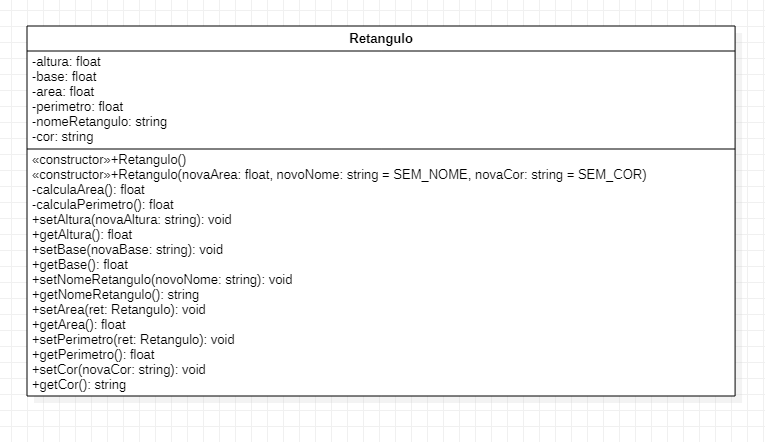 Retangulo
-altura: float
-base: float
-area: float
-perimetro: float
-nomeRetangulo: string
-cor: string
«constructor»+Retangulo()
«constructor»+Retangulo(novaArea: float, novoNome: string = SEM_NOME, novaCor: string = SEM_COR)
-calculaArea(): float
-calculaPerimetro(): float
+setAltura(novaAltura: string): void
+getAltura(): float
+setBase(novaBase: string): void
+getBase(): float
+setNomeRetangulo(novoNome: string): void
+getNomeRetangulo(): string
+setArea(ret: Retangulo): void
+getArea(): float
+setPerimetro(ret: Retangulo): void
+getPerimetro(): float
+setCor(novaCor: string): void
+getCor(): string